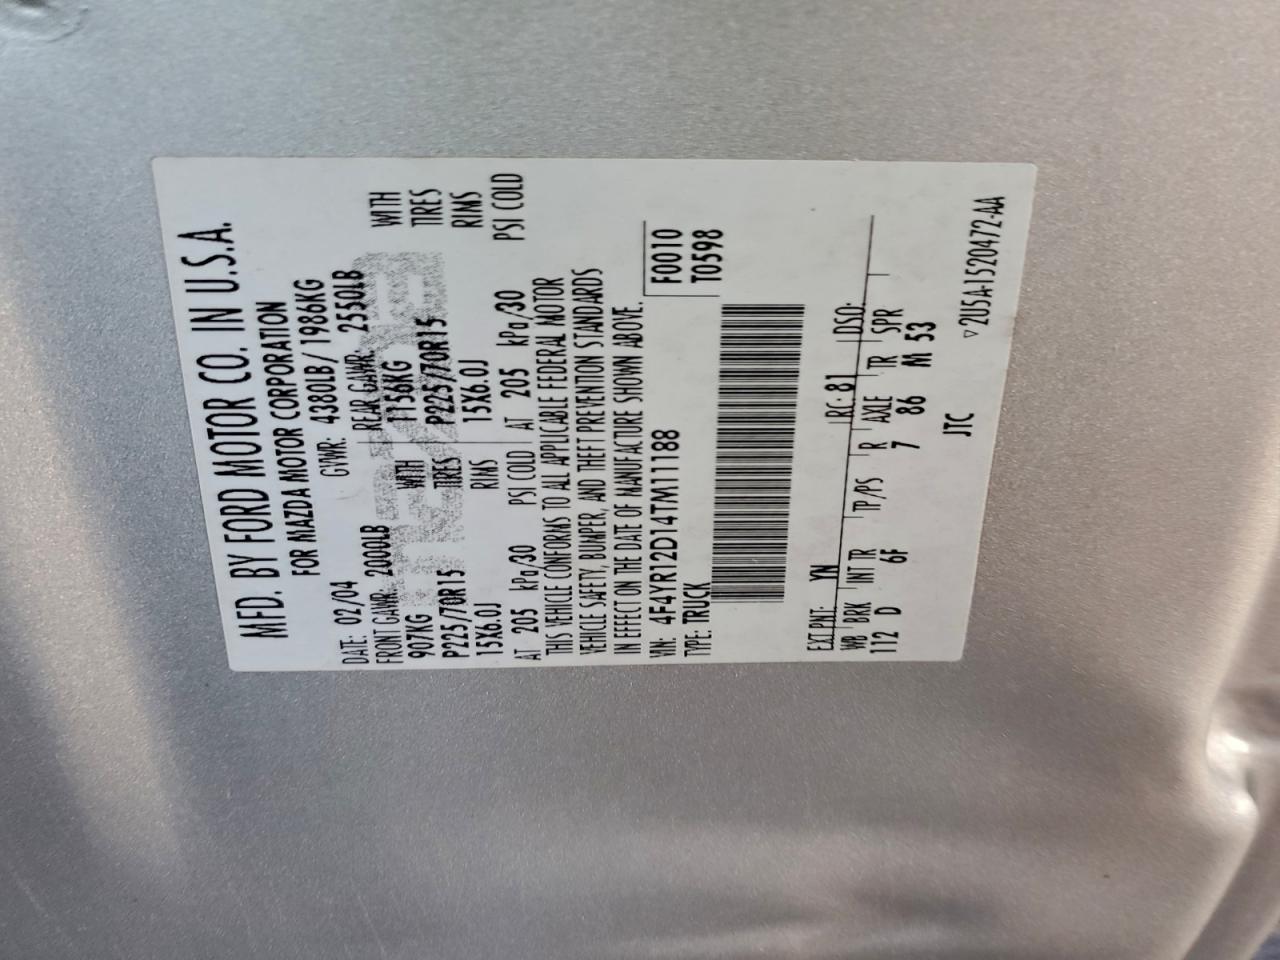 MFD. BY FORD MOTOR CO. IN U.S.A.
FOR MAZDA MOTOR CORPORATION
DATE: 02/04 GVWR: 4380LB/ 1986KG
FRONT GAWR: 2000LB REAR GAWR: 2550LB
907KG WITH 1156KG WITH
P225/70R15 TIRES P225/70R15 TIRES
15X6.0J RIMS 15X6.0J RIMS
AT 205 kPa/30 PSI COLD AT 205 kPa/30 PSI COLD
THIS VEHICLE CONFORMS TO ALL APPLICABLE FEDERAL MOTOR
VEHICLE SAFETY, BUMPER, AND THEFT PREVENTION STANDARDS
IN EFFECT ON THE DATE OF MANUFACTURE SHOWN ABOVE.
VIN: 4F4YR12D14TM11188 F0010
TYPE: TRUCK T0598
EXT PNT: YN RC: 81 DSO:
WB BRK INT TR TP/PS R AXLE TR SPR
112 D 6F 7 86 M 53
JTC
▽2U5A-1520472-AA